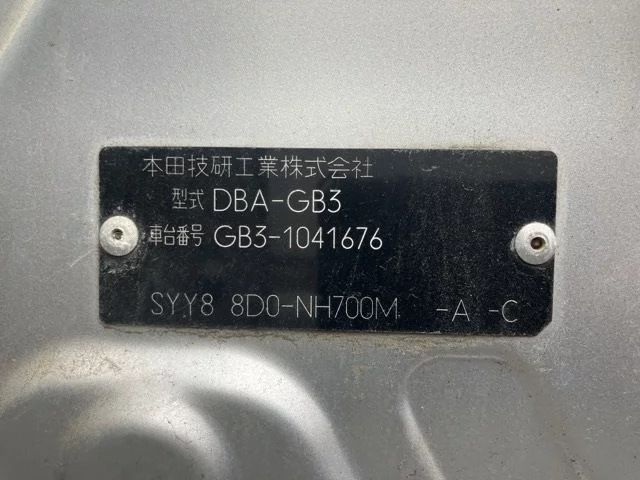 本田技研工業株式会社
型式 DBA-GB3
車台番号 GB3-1041676
SYY8 8D0-NH700M -A -C